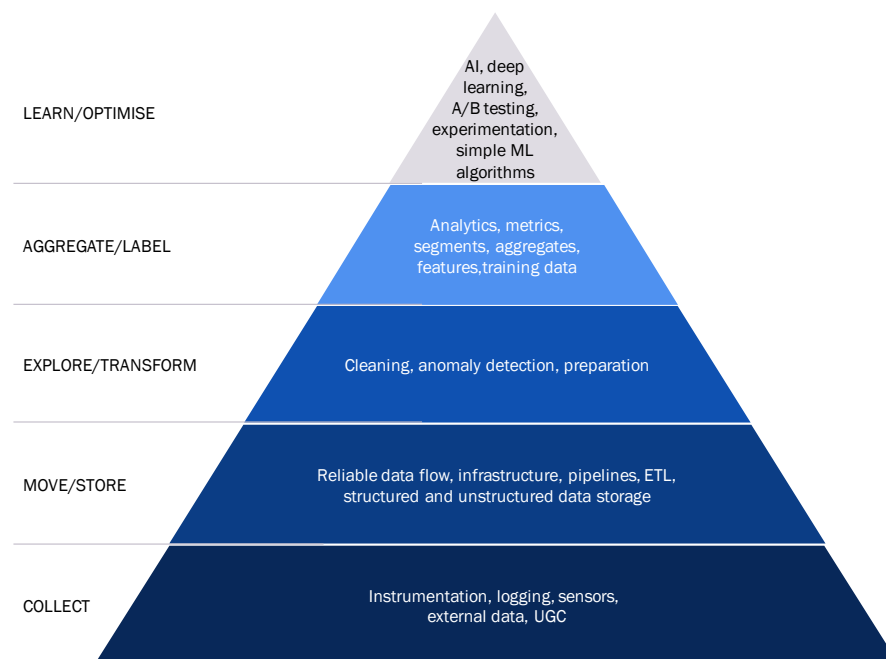 AI, deep
learning,
A/B testing,
experimentation,
simple ML
algorithms
LEARN/OPTIMISE
Analytics, metrics,
segments, aggregates,
features,training data
AGGREGATE/LABEL
Cleaning, anomaly detection, preparation
EXPLORE/TRANSFORM
Reliable data flow, infrastructure, pipelines, ETL,
structured and unstructured data storage
MOVE/STORE
Instrumentation, logging, sensors,
external data, UGC
COLLECT